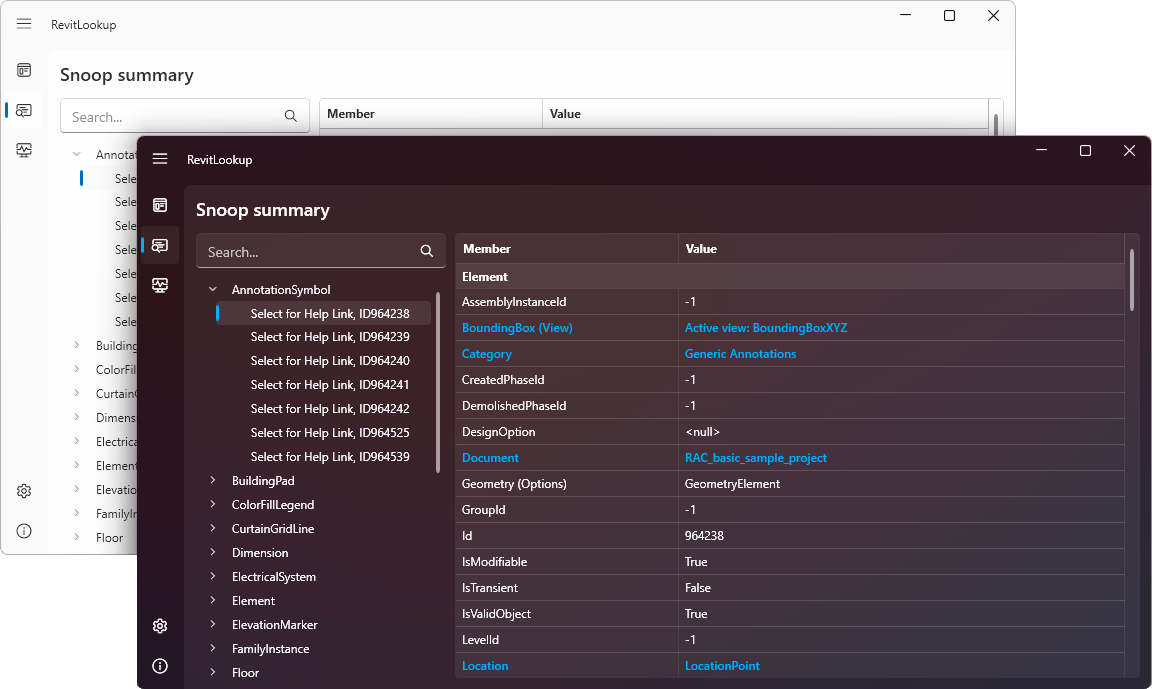 RevitLookup
Snoop summary
Search...
Member Value
RevitLookup
Snoop summary
Search...
Member Value
Element
AnnotationSymbol
Select for Help Link, ID964238
Select for Help Link, ID964239
Select for Help Link, ID964240
Select for Help Link, ID964241
Select for Help Link, ID964242
Select for Help Link, ID964525
Select for Help Link, ID964539
BuildingPad
ColorFillLegend
CurtainGridLine
Dimension
ElectricalSystem
Element
ElevationMarker
FamilyInstance
Floor
AssemblyInstanceId -1
BoundingBox (View) Active view: BoundingBoxXYZ
Category Generic Annotations
CreatedPhaseId -1
DemolishedPhaseId -1
DesignOption <null>
Document RAC_basic_sample_project
Geometry (Options) GeometryElement
GroupId -1
Id 964238
IsModifiable True
IsTransient False
IsValidObject True
LevelId -1
Location LocationPoint
Annotat
Sele
Sele
Sele
Sele
Sele
Sele
Sele
Building
ColorFil
Curtain
Dimens
Electrica
Element
Elevatio
FamilyIn
Floor